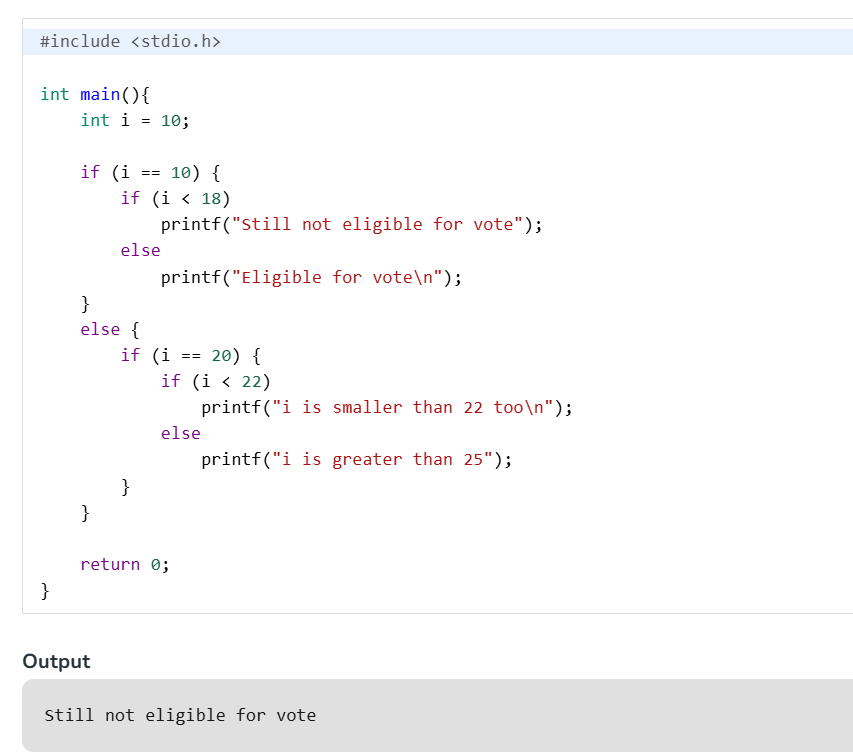 #include <stdio.h>

int main(){
    int i = 10;

    if (i == 10) {
        if (i < 18)
            printf("Still not eligible for vote");
        else
            printf("Eligible for vote\n");
    }
    else {
        if (i == 20) {
            if (i < 22)
                printf("i is smaller than 22 too\n");
            else
                printf("i is greater than 25");
        }
    }

    return 0;
}
Output
Still not eligible for vote